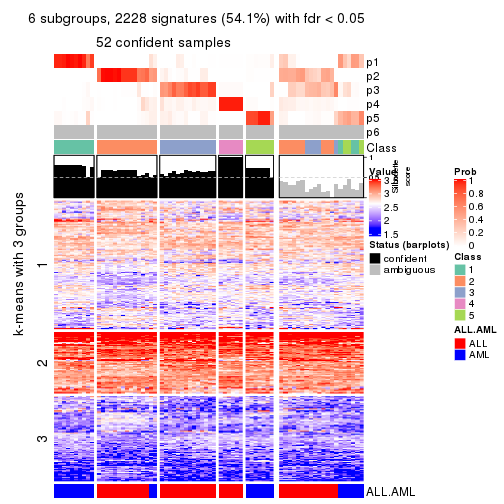 6 subgroups, 2228 signatures (54.1%) with fdr < 0.05
52 confident samples
p1
p2
p3
p4
p5
p6
Class
1
0.5
Silhouette
score
k-means with 3 groups
1
2
3
ALL.AML
Value
3.5
3
2.5
2
1.5
Status (barplots)
confident
ambiguous
Prob
1
0.8
0.6
0.4
0.2
0
Class
1
2
3
4
5
ALL.AML
ALL
AML